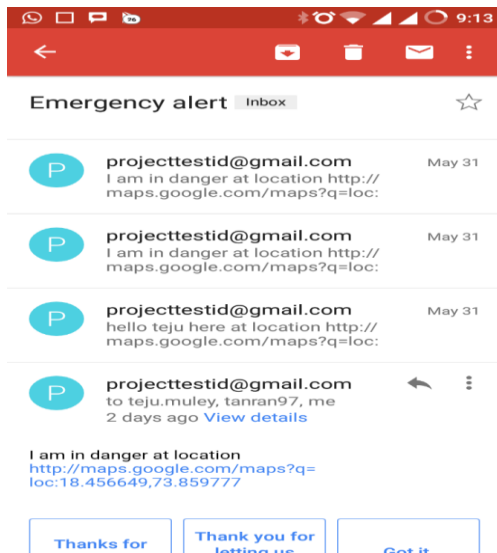 76
9:13
Emergency alert Inbox
P
projecttestid@gmail.com May 31
I am in danger at location http://
maps.google.com/maps?q=loc:
P
projecttestid@gmail.com May 31
I am in danger at location http://
maps.google.com/maps?q=loc:
P
projecttestid@gmail.com May 31
hello teju here at location http://
maps.google.com/maps?q=loc:
P
projecttestid@gmail.com
to teju.muley, tanran97, me
2 days ago View details
I am in danger at location
http://maps.google.com/maps?q=
loc:18.456649,73.859777
Thanks for
Thank you for
letting us
Got it